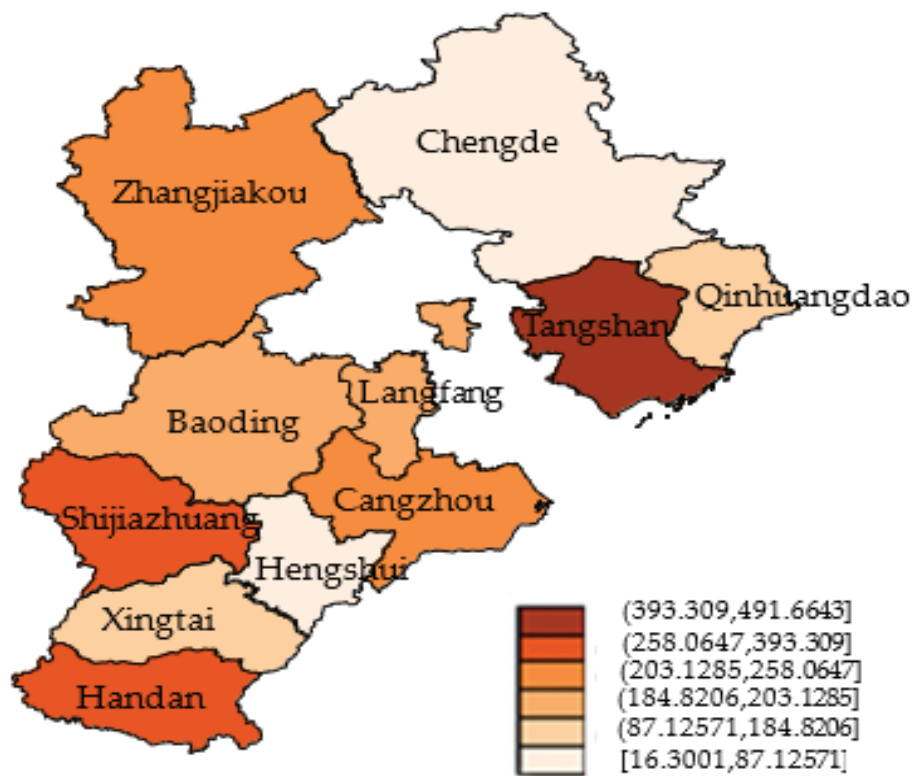 Chengde
Zhangjiakou
Qinhuangdao
Tangshan
Langfang
Baoding
Cangzhou
Shijiazhuang
Hengshui
Xingtai
Handan
(393.309,491.6643]
(258.0647,393.309]
(203.1285,258.0647]
(184.8206,203.1285]
(87.12571,184.8206]
[16.3001,87.12571]